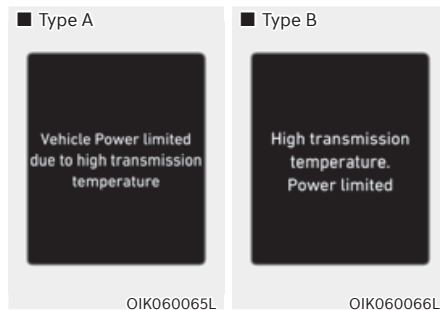 ■ Type A
Vehicle Power limited
due to high transmission
temperature
OIK060065L
■ Type B
High transmission
temperature.
Power limited
OIK060066L